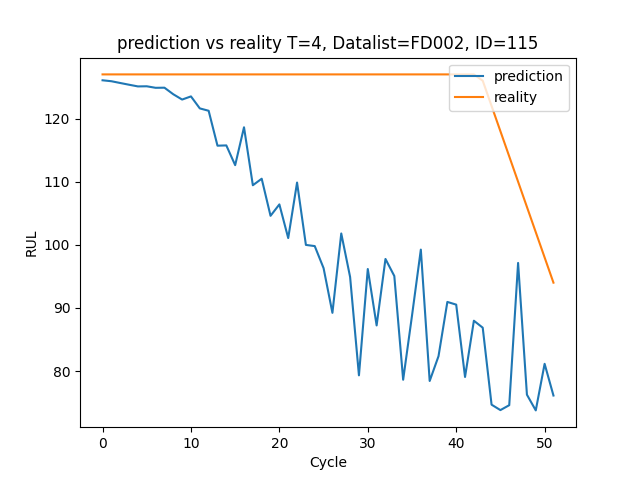 prediction vs reality T=4, Datalist=FD002, ID=115
prediction
reality
RUL
120
110
100
90
80
0 10 20 30 40 50
Cycle